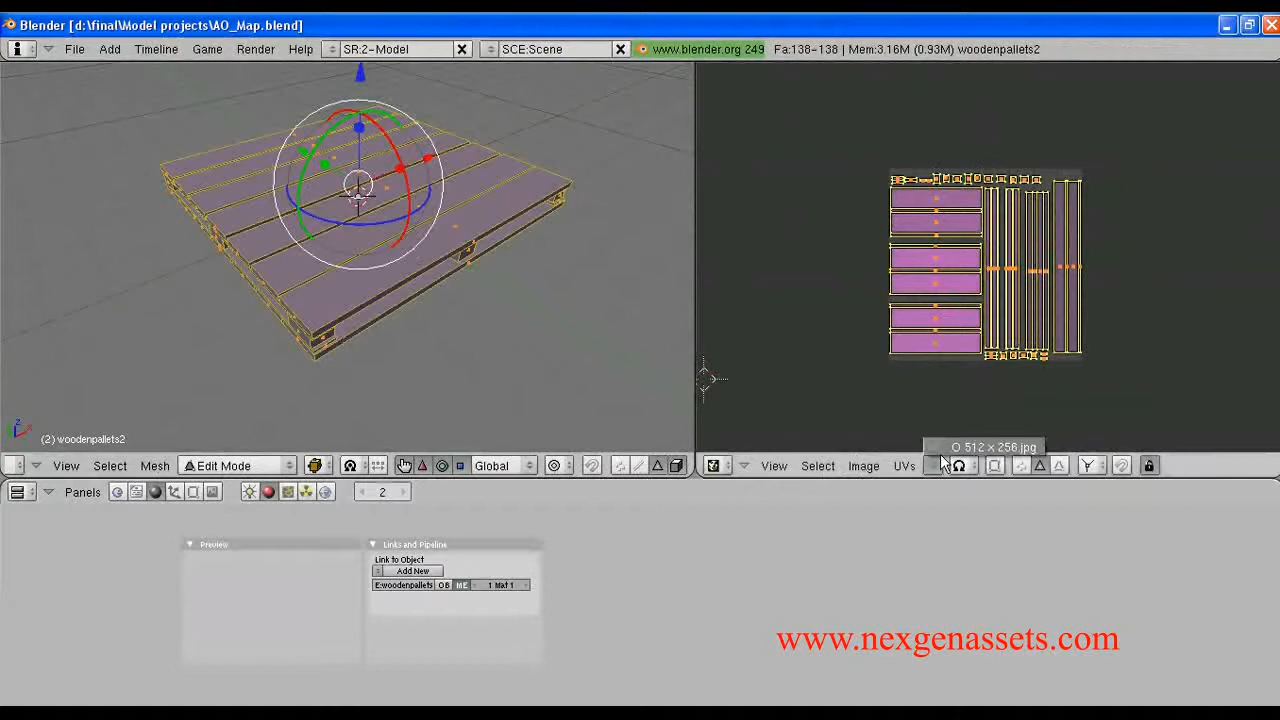 Blender [d:\final\Model projects\AO_Map.blend]
File Add Timeline Game Render Help SR:2-Model SCE:Scene www.blender.org 249 Fa:138-138 | Mem:3.16M (0.93M) woodenpallets2
(2) woodenpallets2
O 512 x 256.jpg
View Select Mesh Edit Mode Global
View Select Image UVs
Panels 2
Preview
Links and Pipeline
Link to Object
Add New
E:woodenpallets OB ME 1 Mat 1
www.nexgenassets.com